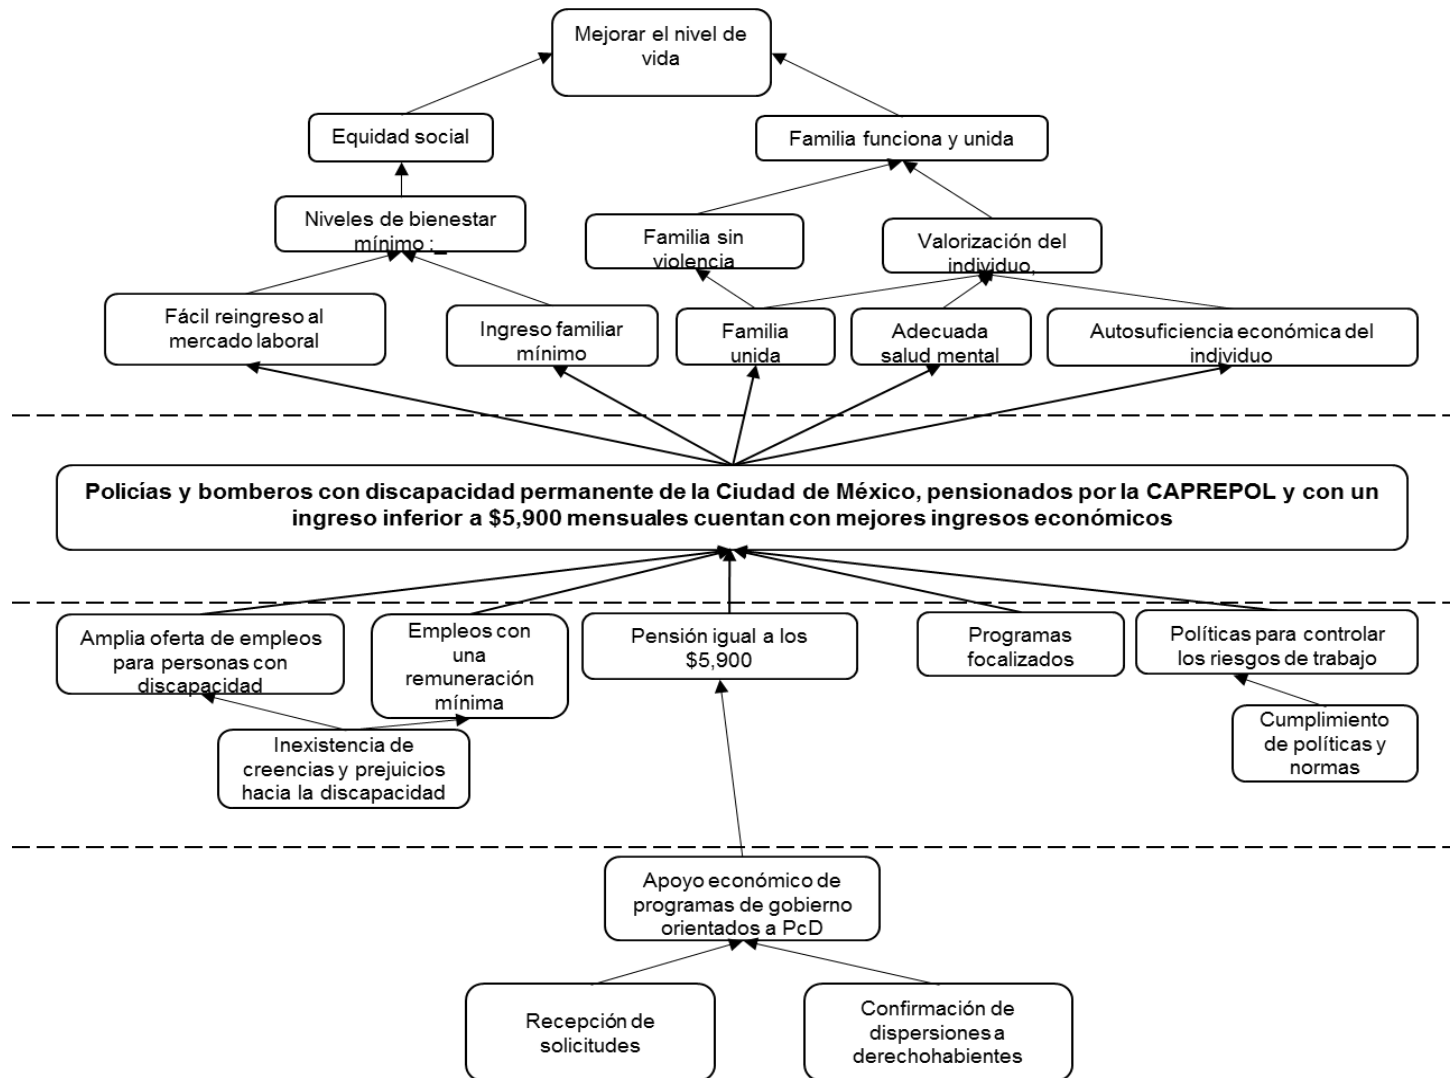 Mejorar el nivel de
vida
Equidad social
Familia funciona y unida
Niveles de bienestar
mínimo :_
Familia sin
violencia
Valorización del
individuo,
Fácil reingreso al
mercado laboral
Ingreso familiar
mínimo
Familia
unida
Adecuada
salud mental
Autosuficiencia económica del
individuo
Policías y bomberos con discapacidad permanente de la Ciudad de México, pensionados por la CAPREPOL y con un
ingreso inferior a $5,900 mensuales cuentan con mejores ingresos económicos
Amplia oferta de empleos
para personas con
discapacidad
Empleos con
una
remuneración
mínima
Pensión igual a los
$5,900
Programas
focalizados
Políticas para controlar
los riesgos de trabajo
Inexistencia de
creencias y prejuicios
hacia la discapacidad
Cumplimiento
de políticas y
normas
Apoyo económico de
programas de gobierno
orientados a PcD
Recepción de
solicitudes
Confirmación de
dispersiones a
derechohabientes